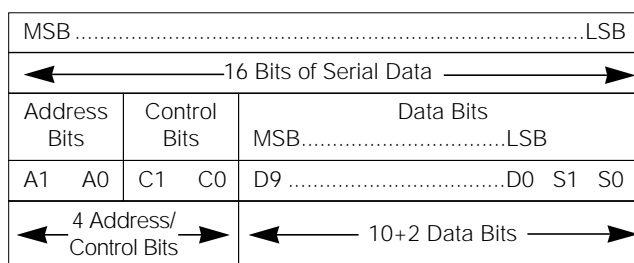 MSB.....................................................................................LSB
16 Bits of Serial Data
Address Bits Control Bits Data Bits
MSB...................................LSB
A1 A0 C1 C0 D9....................................D0 S1 S0
4 Address/
Control Bits
10+2 Data Bits